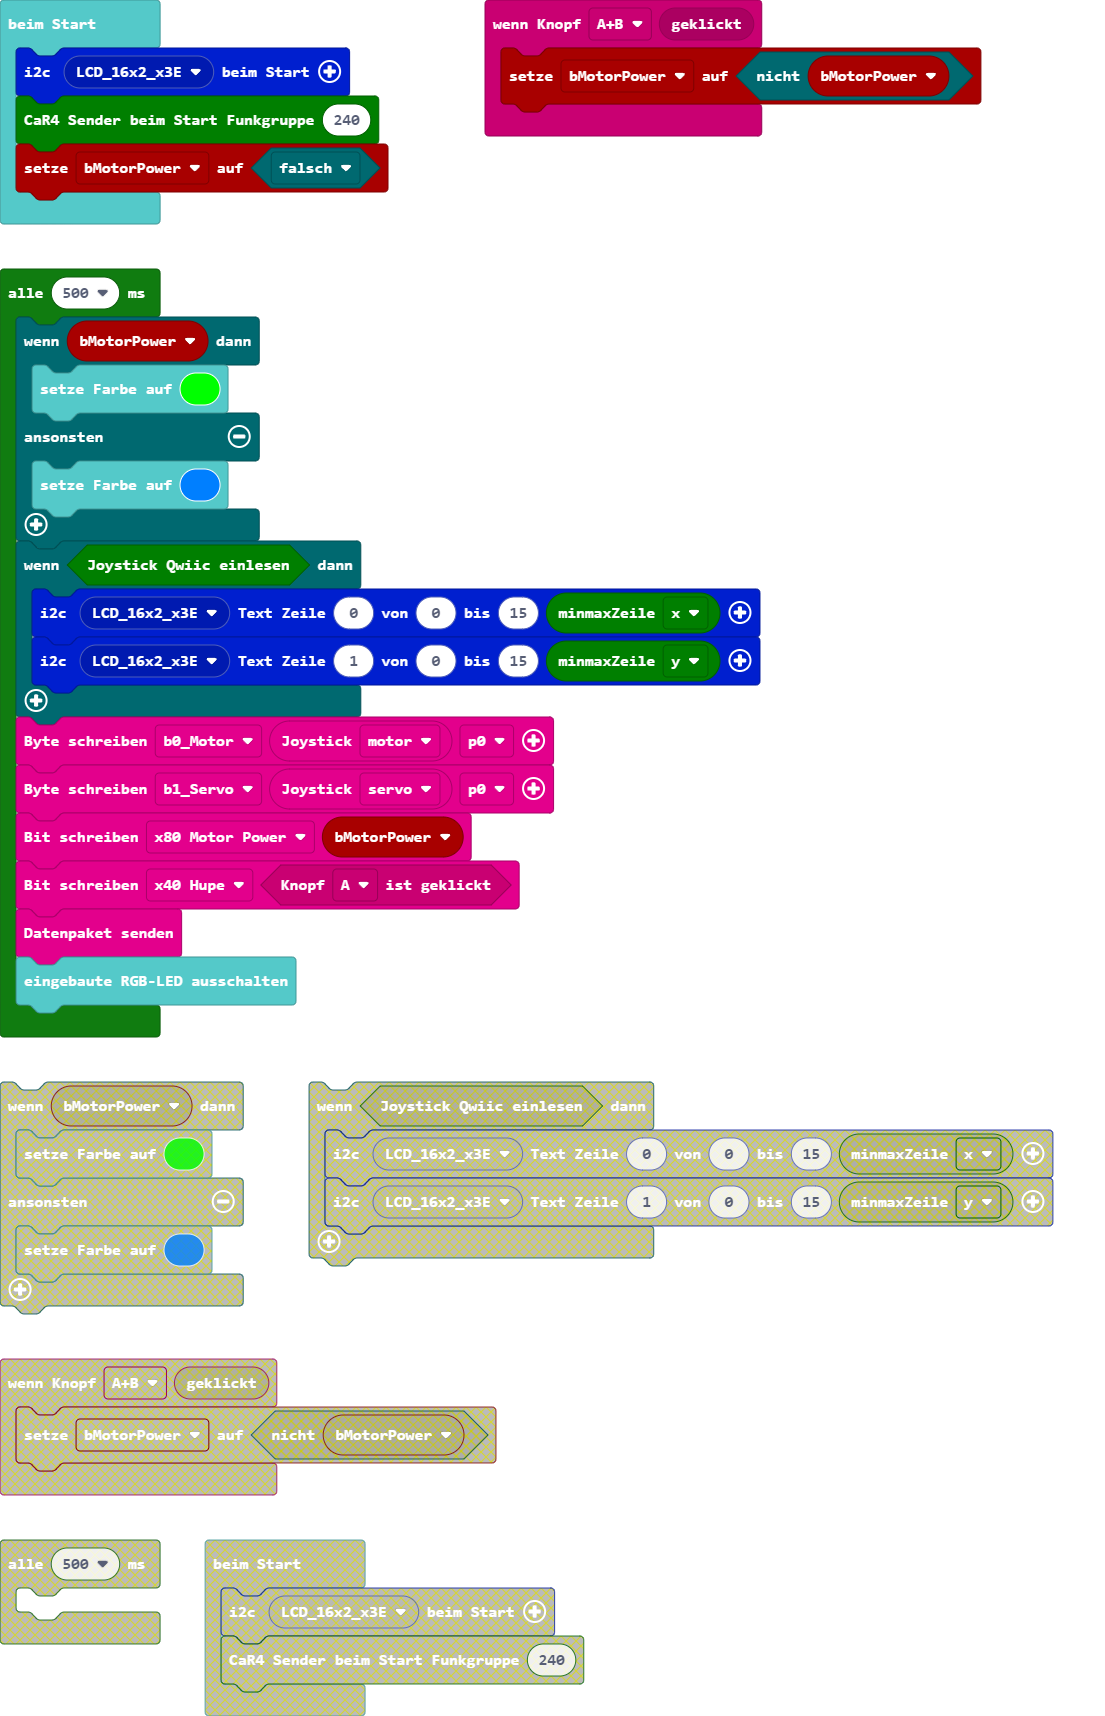 beim Start
i2c LCD_16x2_x3E beim Start
CaR4 Sender beim Start Funkgruppe 240
setze bMotorPower auf falsch
wenn Knopf A+B geklickt
setze bMotorPower auf nicht bMotorPower
alle 500 ms
wenn bMotorPower dann
setze Farbe auf
ansonsten
setze Farbe auf
wenn Joystick Qwiic einlesen dann
i2c LCD_16x2_x3E Text Zeile 0 von 0 bis 15 minmaxZeile x
i2c LCD_16x2_x3E Text Zeile 1 von 0 bis 15 minmaxZeile y
Byte schreiben b0_Motor Joystick motor p0
Byte schreiben b1_Servo Joystick servo p0
Bit schreiben x80 Motor Power bMotorPower
Bit schreiben x40 Hupe Knopf A ist geklickt
Datenpaket senden
eingebaute RGB-LED ausschalten
wenn bMotorPower dann
setze Farbe auf
ansonsten
setze Farbe auf
wenn Joystick Qwiic einlesen dann
i2c LCD_16x2_x3E Text Zeile 0 von 0 bis 15 minmaxZeile x
i2c LCD_16x2_x3E Text Zeile 1 von 0 bis 15 minmaxZeile y
wenn Knopf A+B geklickt
setze bMotorPower auf nicht bMotorPower
alle 500 ms
beim Start
i2c LCD_16x2_x3E beim Start
CaR4 Sender beim Start Funkgruppe 240